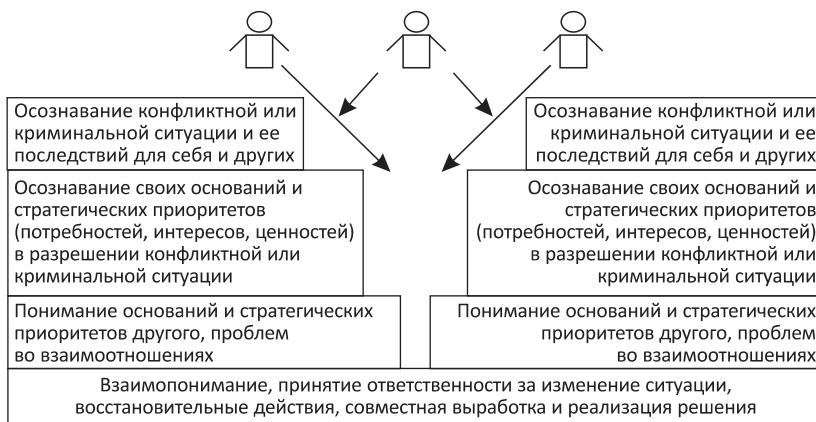 Осознавание конфликтной или
криминальной ситуации и ее
последствий для себя и других
Осознавание конфликтной или
криминальной ситуации и ее
последствий для себя и других
Осознавание своих оснований и
стратегических приоритетов
(потребностей, интересов, ценностей)
в разрешении конфликтной или
криминальной ситуации
Осознавание своих оснований и
стратегических приоритетов
(потребностей, интересов, ценностей)
в разрешении конфликтной или
криминальной ситуации
Понимание оснований и стратегических
приоритетов другого, проблем
во взаимоотношениях
Понимание оснований и стратегических
приоритетов другого, проблем
во взаимоотношениях
Взаимопонимание, принятие ответственности за изменение ситуации,
восстановительные действия, совместная выработка и реализация решения